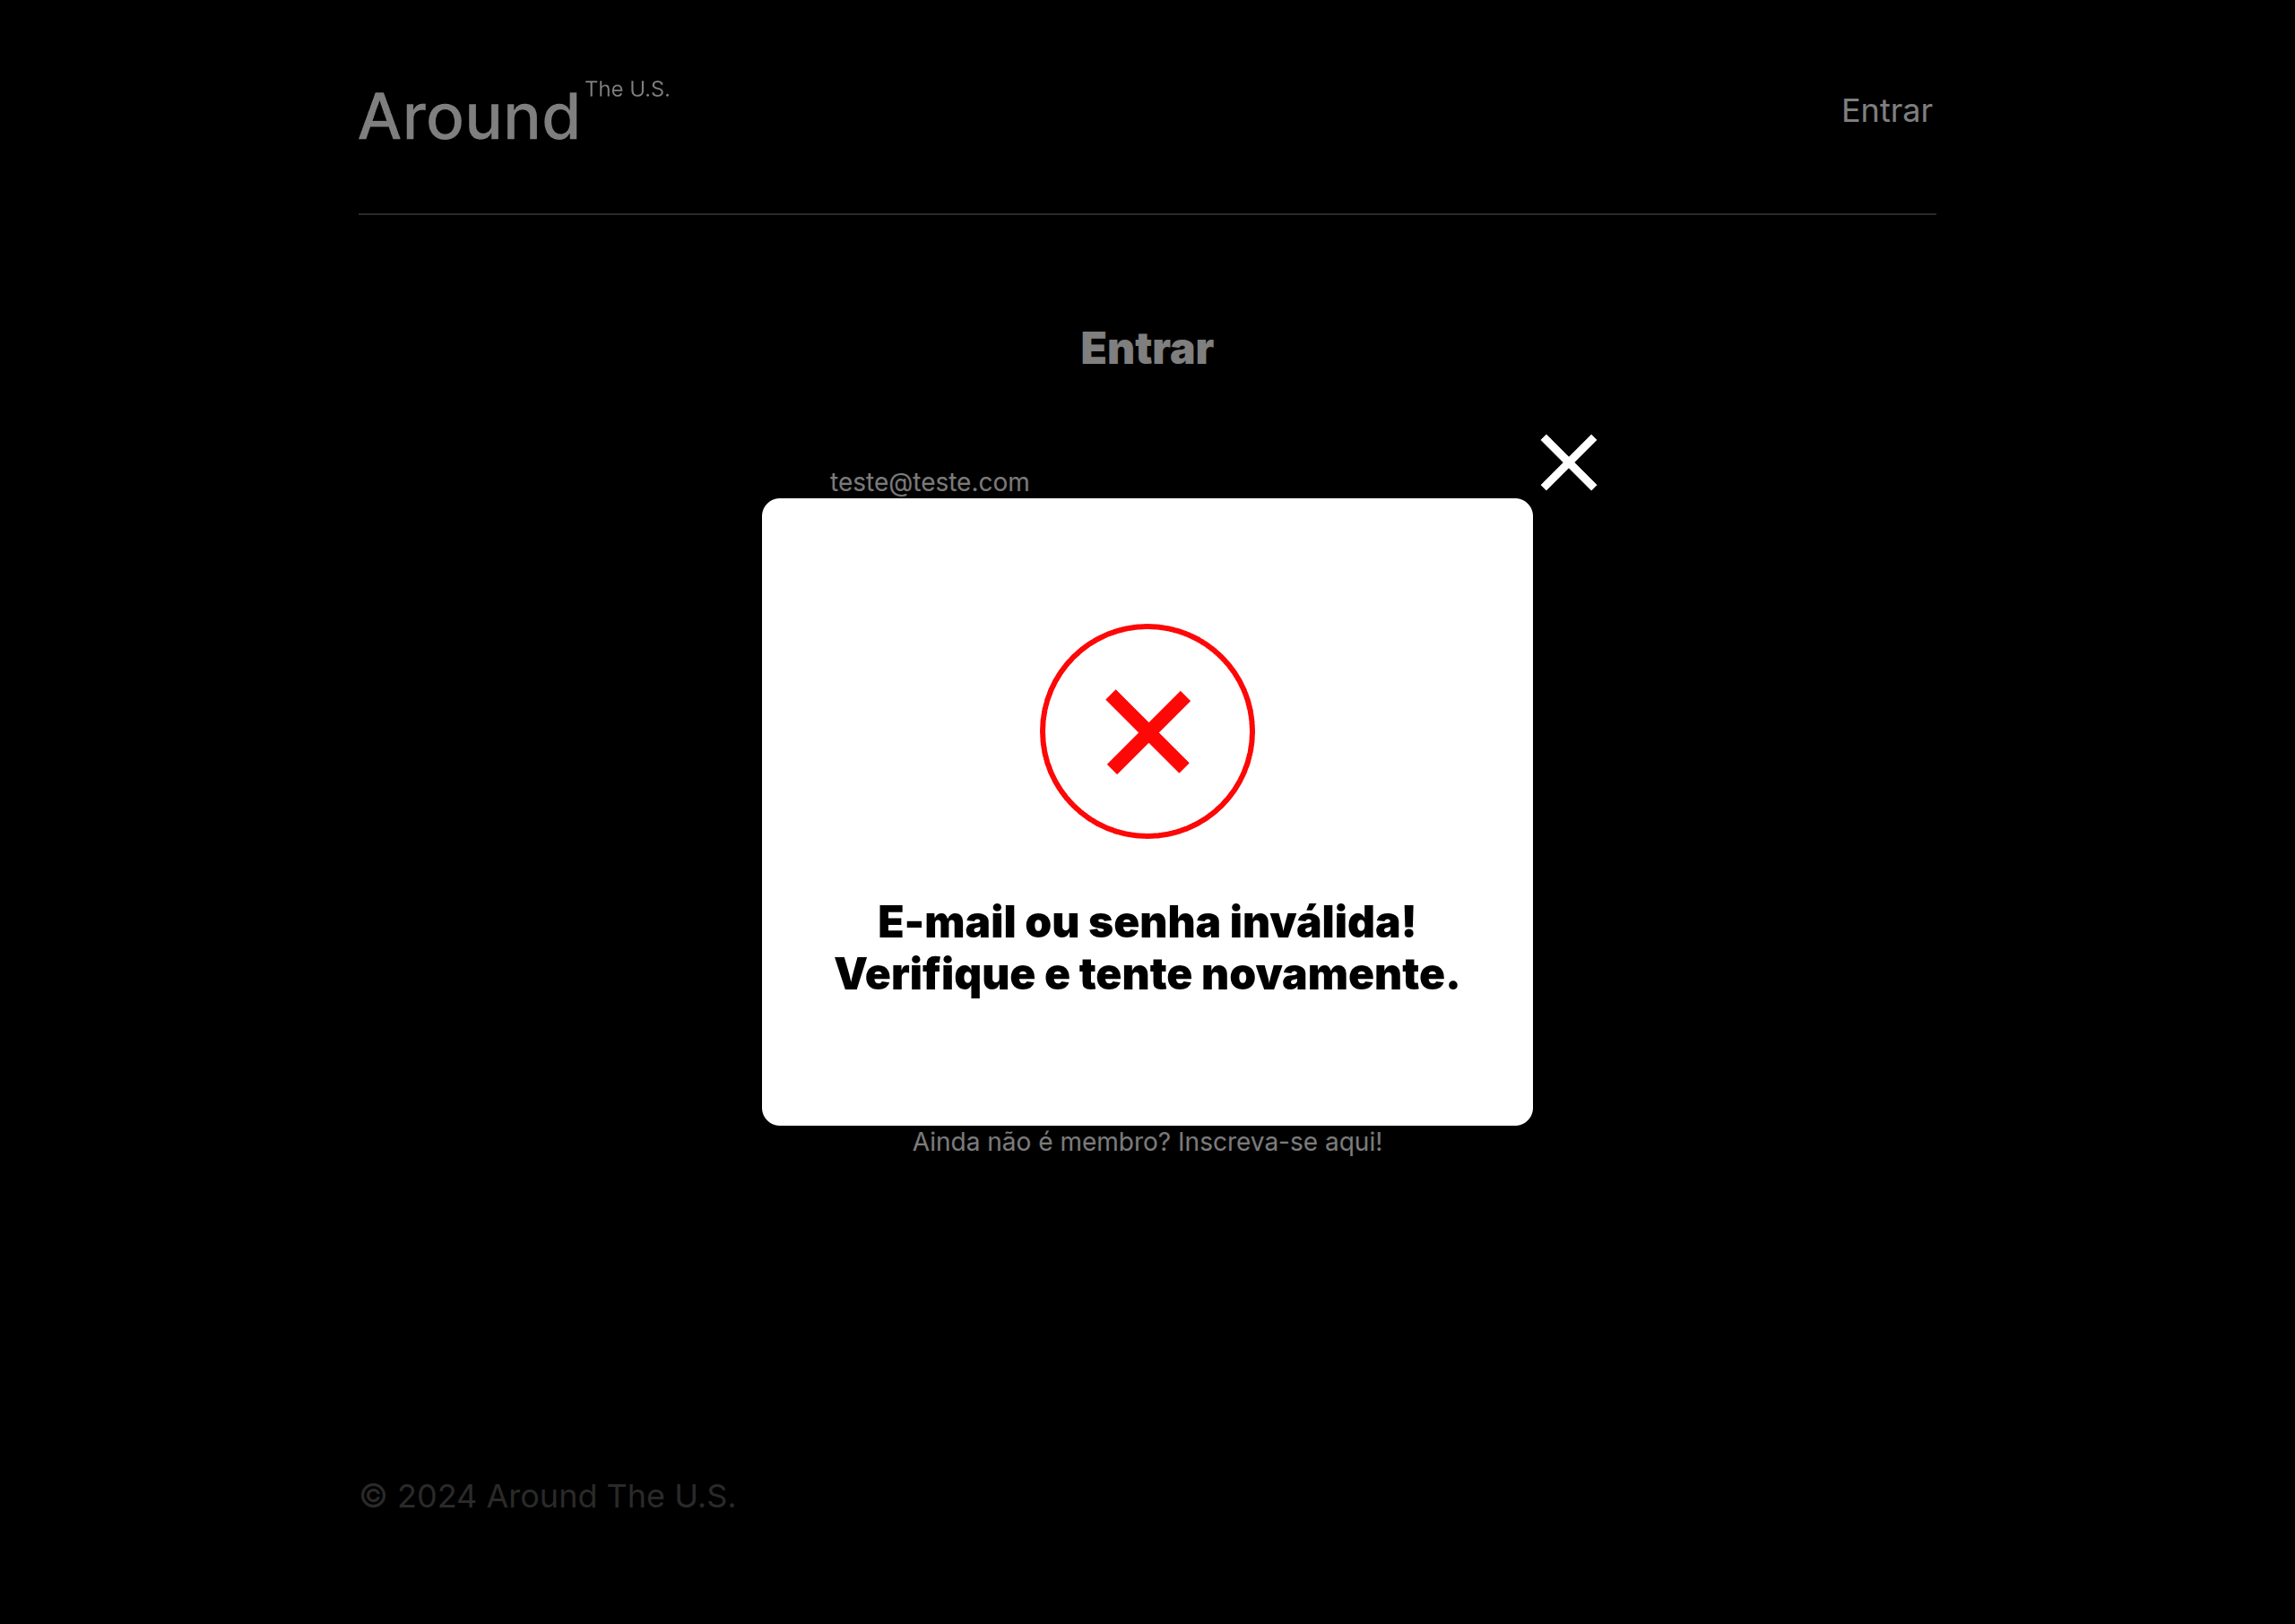 Around The U.S.
Entrar
Entrar
teste@teste.com
E-mail ou senha inválida!
Verifique e tente novamente.
Ainda não é membro? Inscreva-se aqui!
© 2024 Around The U.S.